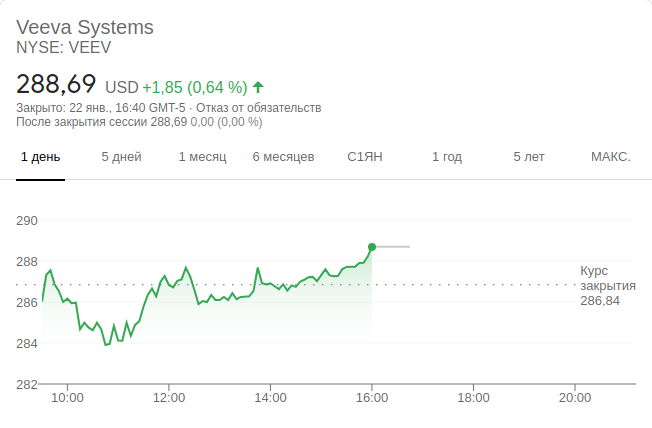 Veeva Systems
NYSE: VEEV
288,69 USD +1,85 (0,64 %)
Закрыто: 22 янв., 16:40 GMT-5 · Отказ от обязательств
После закрытия сессии 288,69 0,00 (0,00 %)
1 день 5 дней 1 месяц 6 месяцев С1ЯН 1 год 5 лет МАКС.
290
288
Курс
закрытия
286,84
286
284
282
10:00 12:00 14:00 16:00 18:00 20:00